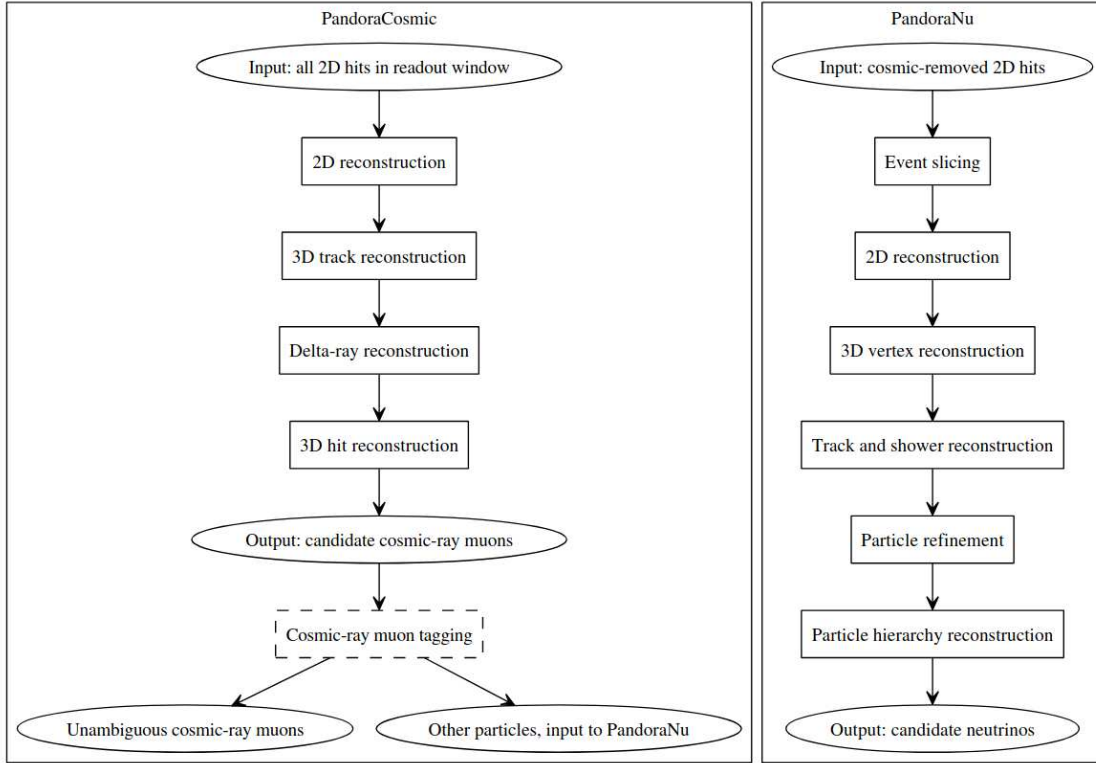 PandoraCosmic
Input: all 2D hits in readout window
2D reconstruction
3D track reconstruction
Delta-ray reconstruction
3D hit reconstruction
Output: candidate cosmic-ray muons
Cosmic-ray muon tagging
Unambiguous cosmic-ray muons
Other particles, input to PandoraNu
PandoraNu
Input: cosmic-removed 2D hits
Event slicing
2D reconstruction
3D vertex reconstruction
Track and shower reconstruction
Particle refinement
Particle hierarchy reconstruction
Output: candidate neutrinos